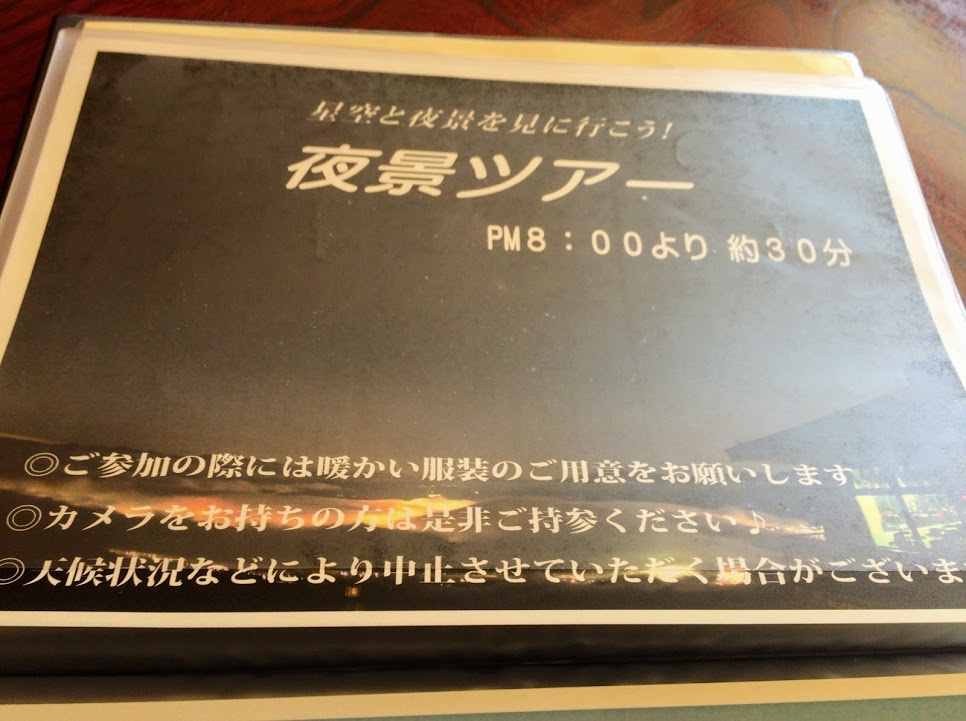 星空と夜景を見に行こう!
夜景ツアー
PM8：00より 約30分
◎ご参加の際には暖かい服装のご用意をお願いします
◎カメラをお持ちの方は是非ご持参ください♪
◎天候状況などにより中止させていただく場合がございま